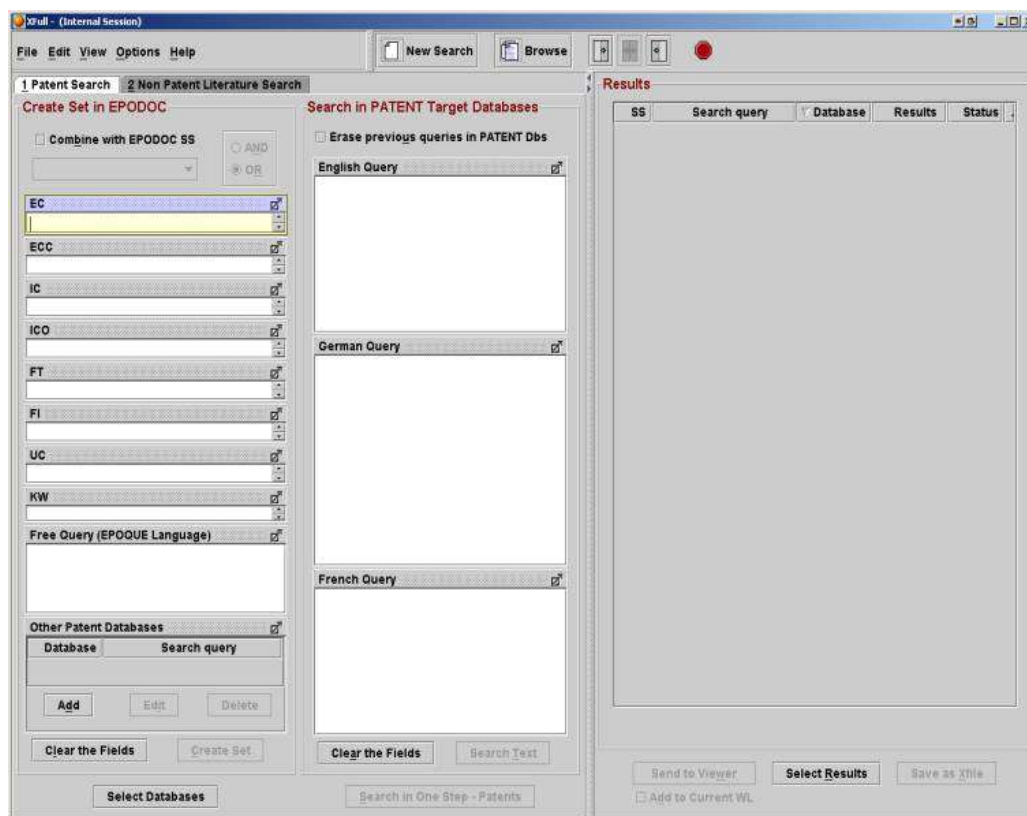 XFull - (Internal Session)
File Edit View Options Help
New Search
Browse
1 Patent Search
2 Non Patent Literature Search
Create Set in EPODOC
Combine with EPODOC SS
AND
OR
EC
ECC
IC
ICO
FT
FI
UC
KW
Free Query (EPOQUE Language)
Other Patent Databases
Database Search query
Add Edit Delete
Clear the Fields Create Set
Select Databases
Search in PATENT Target Databases
Erase previous queries in PATENT Dbs
English Query
German Query
French Query
Clear the Fields Search Text
Search in One Step - Patents
Results
SS Search query Database Results Status
Send to Viewer Select Results Save as Xfile
Add to Current WL